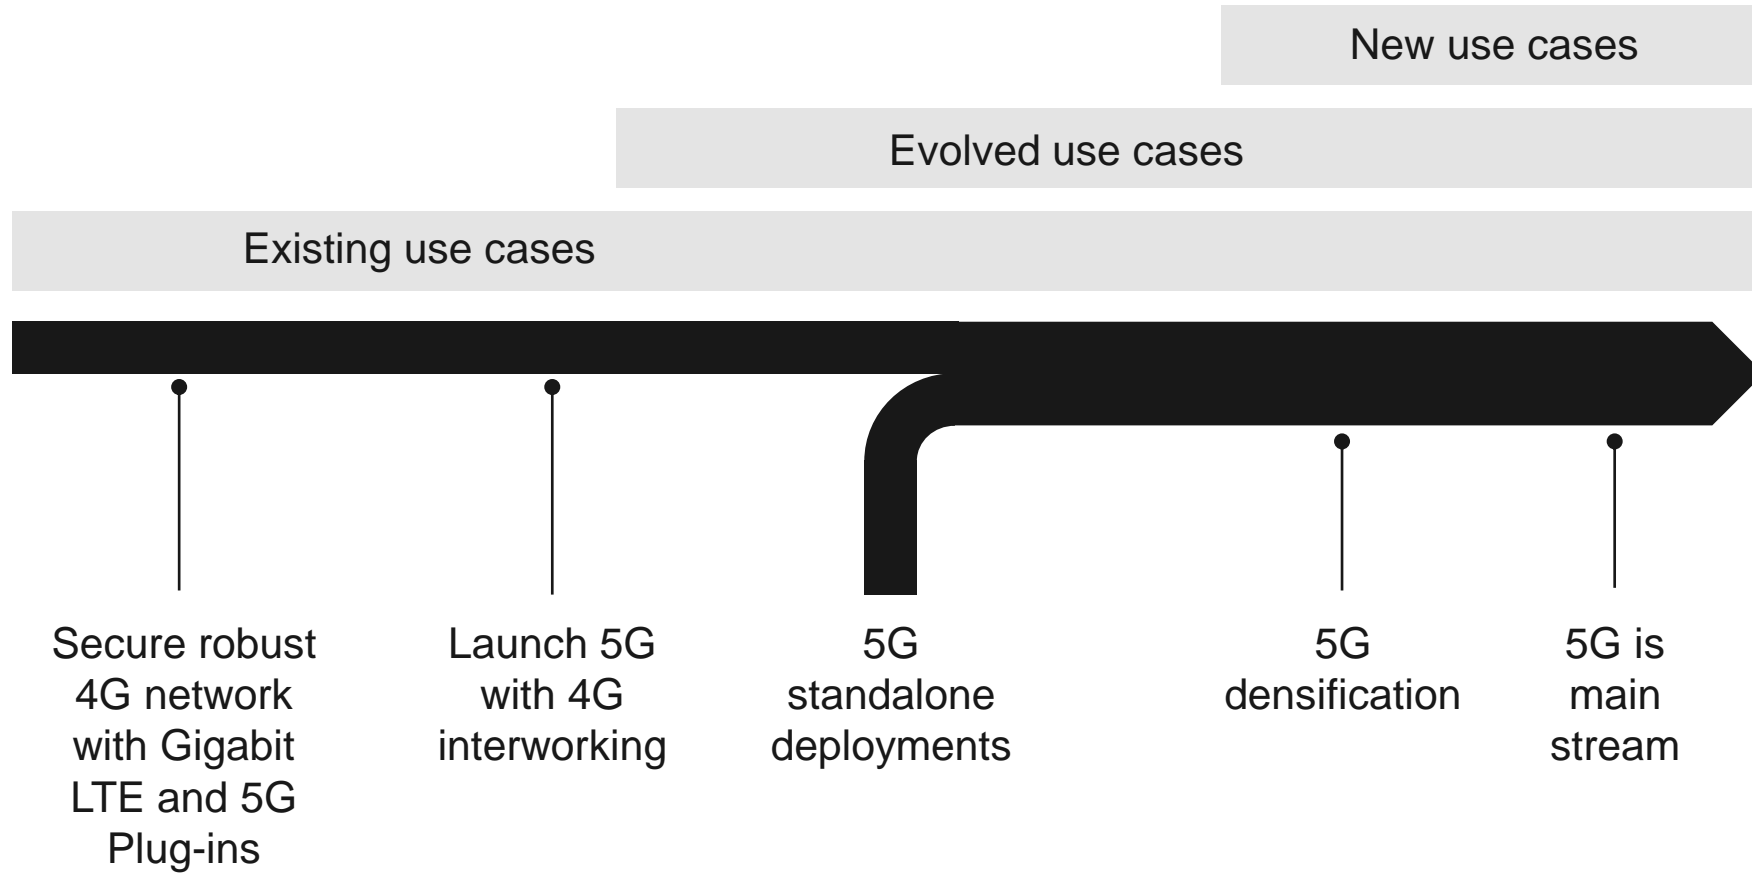 New use cases
Evolved use cases
Existing use cases
Secure robust
4G network
with Gigabit
LTE and 5G
Plug-ins
Launch 5G
with 4G
interworking
5G
standalone
deployments
5G
densification
5G is
main
stream